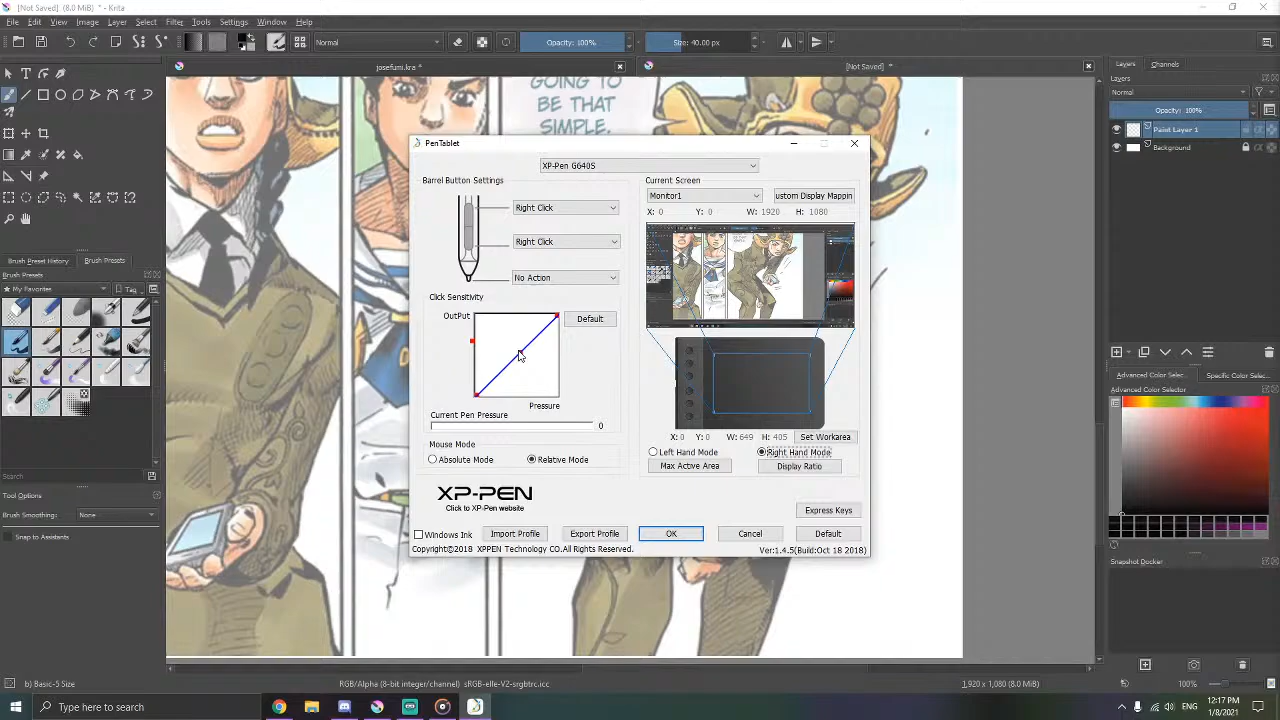 [Not Saved] (8.0 MiB) * - Krita
File Edit View Image Layer Select Filter Tools Settings Window Help
Normal Opacity: 100% Size: 40.00 px
josefumi.kra * [Not Saved] *
Layers Channels
Layers
Normal
Opacity: 100%
Paint Layer 1
Background
GOING TO
BE THAT
SIMPLE.
Brush Preset History Brush Presets
Brush Presets
My Favorites Tag
Search
Tool Options
Brush Smoothing: None
Snap to Assistants
PenTablet
XP-Pen G640S
Barrel Button Settings
Right Click
Right Click
No Action
Click Sensitivity
OutPut
Default
Pressure
Current Pen Pressure
0
Mouse Mode
Absolute Mode Relative Mode
XP-PEN
Click to XP-Pen website
Current Screen
Monitor1 ustom Display Mappin
X: 0 Y: 0 W: 1920 H: 1080
X: 0 Y: 0 W: 649 H: 405 Set Workarea
Left Hand Mode Right Hand Mode
Max Active Area Display Ratio
Express Keys
Windows Ink Import Profile Export Profile OK Cancel Default
Copyright©2018 XPPEN Technology CO.All Rights Reserved. Ver:1.4.5(Build:Oct 18 2018)
Advanced Color Selec... Specific Color Selec...
Advanced Color Selector
Snapshot Docker
b) Basic-5 Size RGB/Alpha (8-bit integer/channel) sRGB-elle-V2-srgbtrc.icc 1,920 x 1,080 (8.0 MiB) 100%
Type here to search
ENG 12:17 PM
1/8/2021